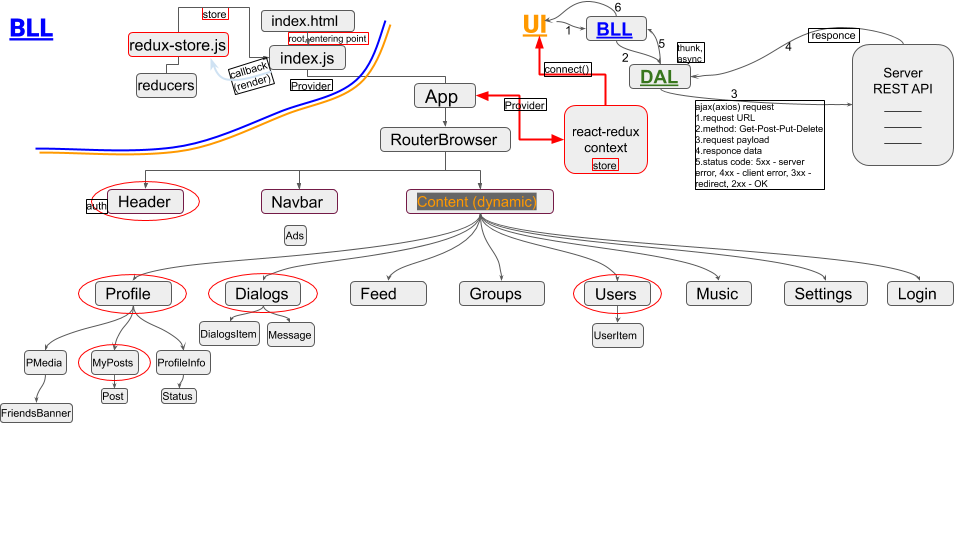 BLL
store
index.html
redux-store.js
root, entering point
index.js
callback
(render)
reducers
Provider
App
RouterBrowser
auth
Header
Navbar
Content (dynamic)
Ads
UI
1
6
BLL
5
2
thunk,
async
DAL
connect()
Provider
react-redux
context
store
4
responce
3
Server
REST API
ajax(axios) request
1.request URL
2.method: Get-Post-Put-Delete
3.request payload
4.responce data
5.status code: 5xx - server
error, 4xx - client error, 3xx -
redirect, 2xx - OK
Profile
Dialogs
Feed
Groups
Users
Music
Settings
Login
DialogsItem
Message
UserItem
PMedia
MyPosts
ProfileInfo
Post
Status
FriendsBanner